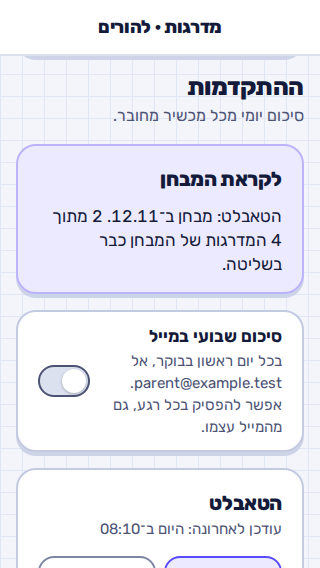 מדרגות • להורים
ההתקדמות
סיכום יומי מכל מכשיר מחובר.
לקראת המבחן
הטאבלט: מבחן ב־12.11. 2 מתוך
4 המדרגות של המבחן כבר
בשליטה.
סיכום שבועי במייל
בכל יום ראשון בבוקר, אל
parent@example.test.
אפשר להפסיק בכל רגע, גם
מהמייל עצמו.
הטאבלט
עודכן לאחרונה: היום ב־08:10